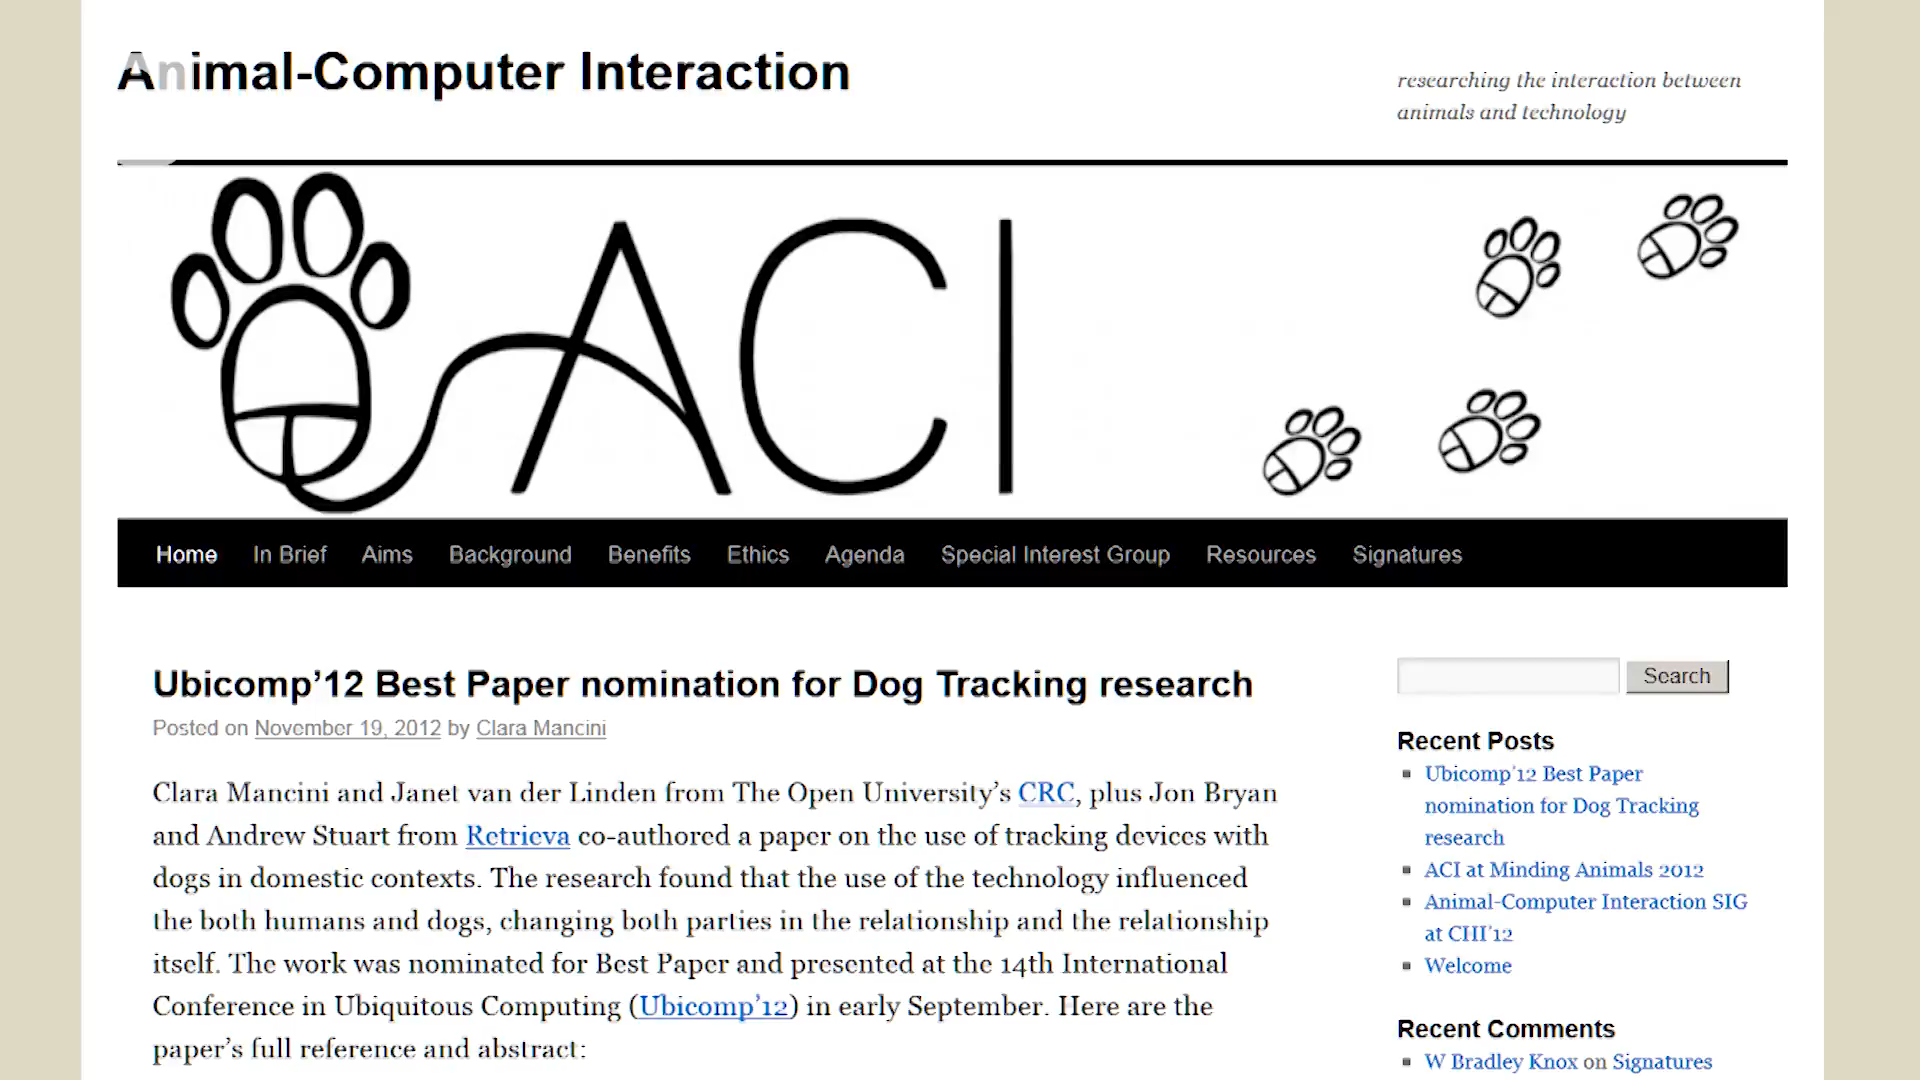 Animal-Computer Interaction
researching the interaction between
animals and technology
ACI
Home In Brief Aims Background Benefits Ethics Agenda Special Interest Group Resources Signatures
Ubicomp’12 Best Paper nomination for Dog Tracking research
Posted on November 19, 2012 by Clara Mancini
Clara Mancini and Janet van der Linden from The Open University’s CRC, plus Jon Bryan
and Andrew Stuart from Retrieva co-authored a paper on the use of tracking devices with
dogs in domestic contexts. The research found that the use of the technology influenced
the both humans and dogs, changing both parties in the relationship and the relationship
itself. The work was nominated for Best Paper and presented at the 14th International
Conference in Ubiquitous Computing (Ubicomp’12) in early September. Here are the
paper’s full reference and abstract:
Search
Recent Posts
Ubicomp’12 Best Paper
nomination for Dog Tracking
research
ACI at Minding Animals 2012
Animal-Computer Interaction SIG
at CHI’12
Welcome
Recent Comments
W Bradley Knox on Signatures